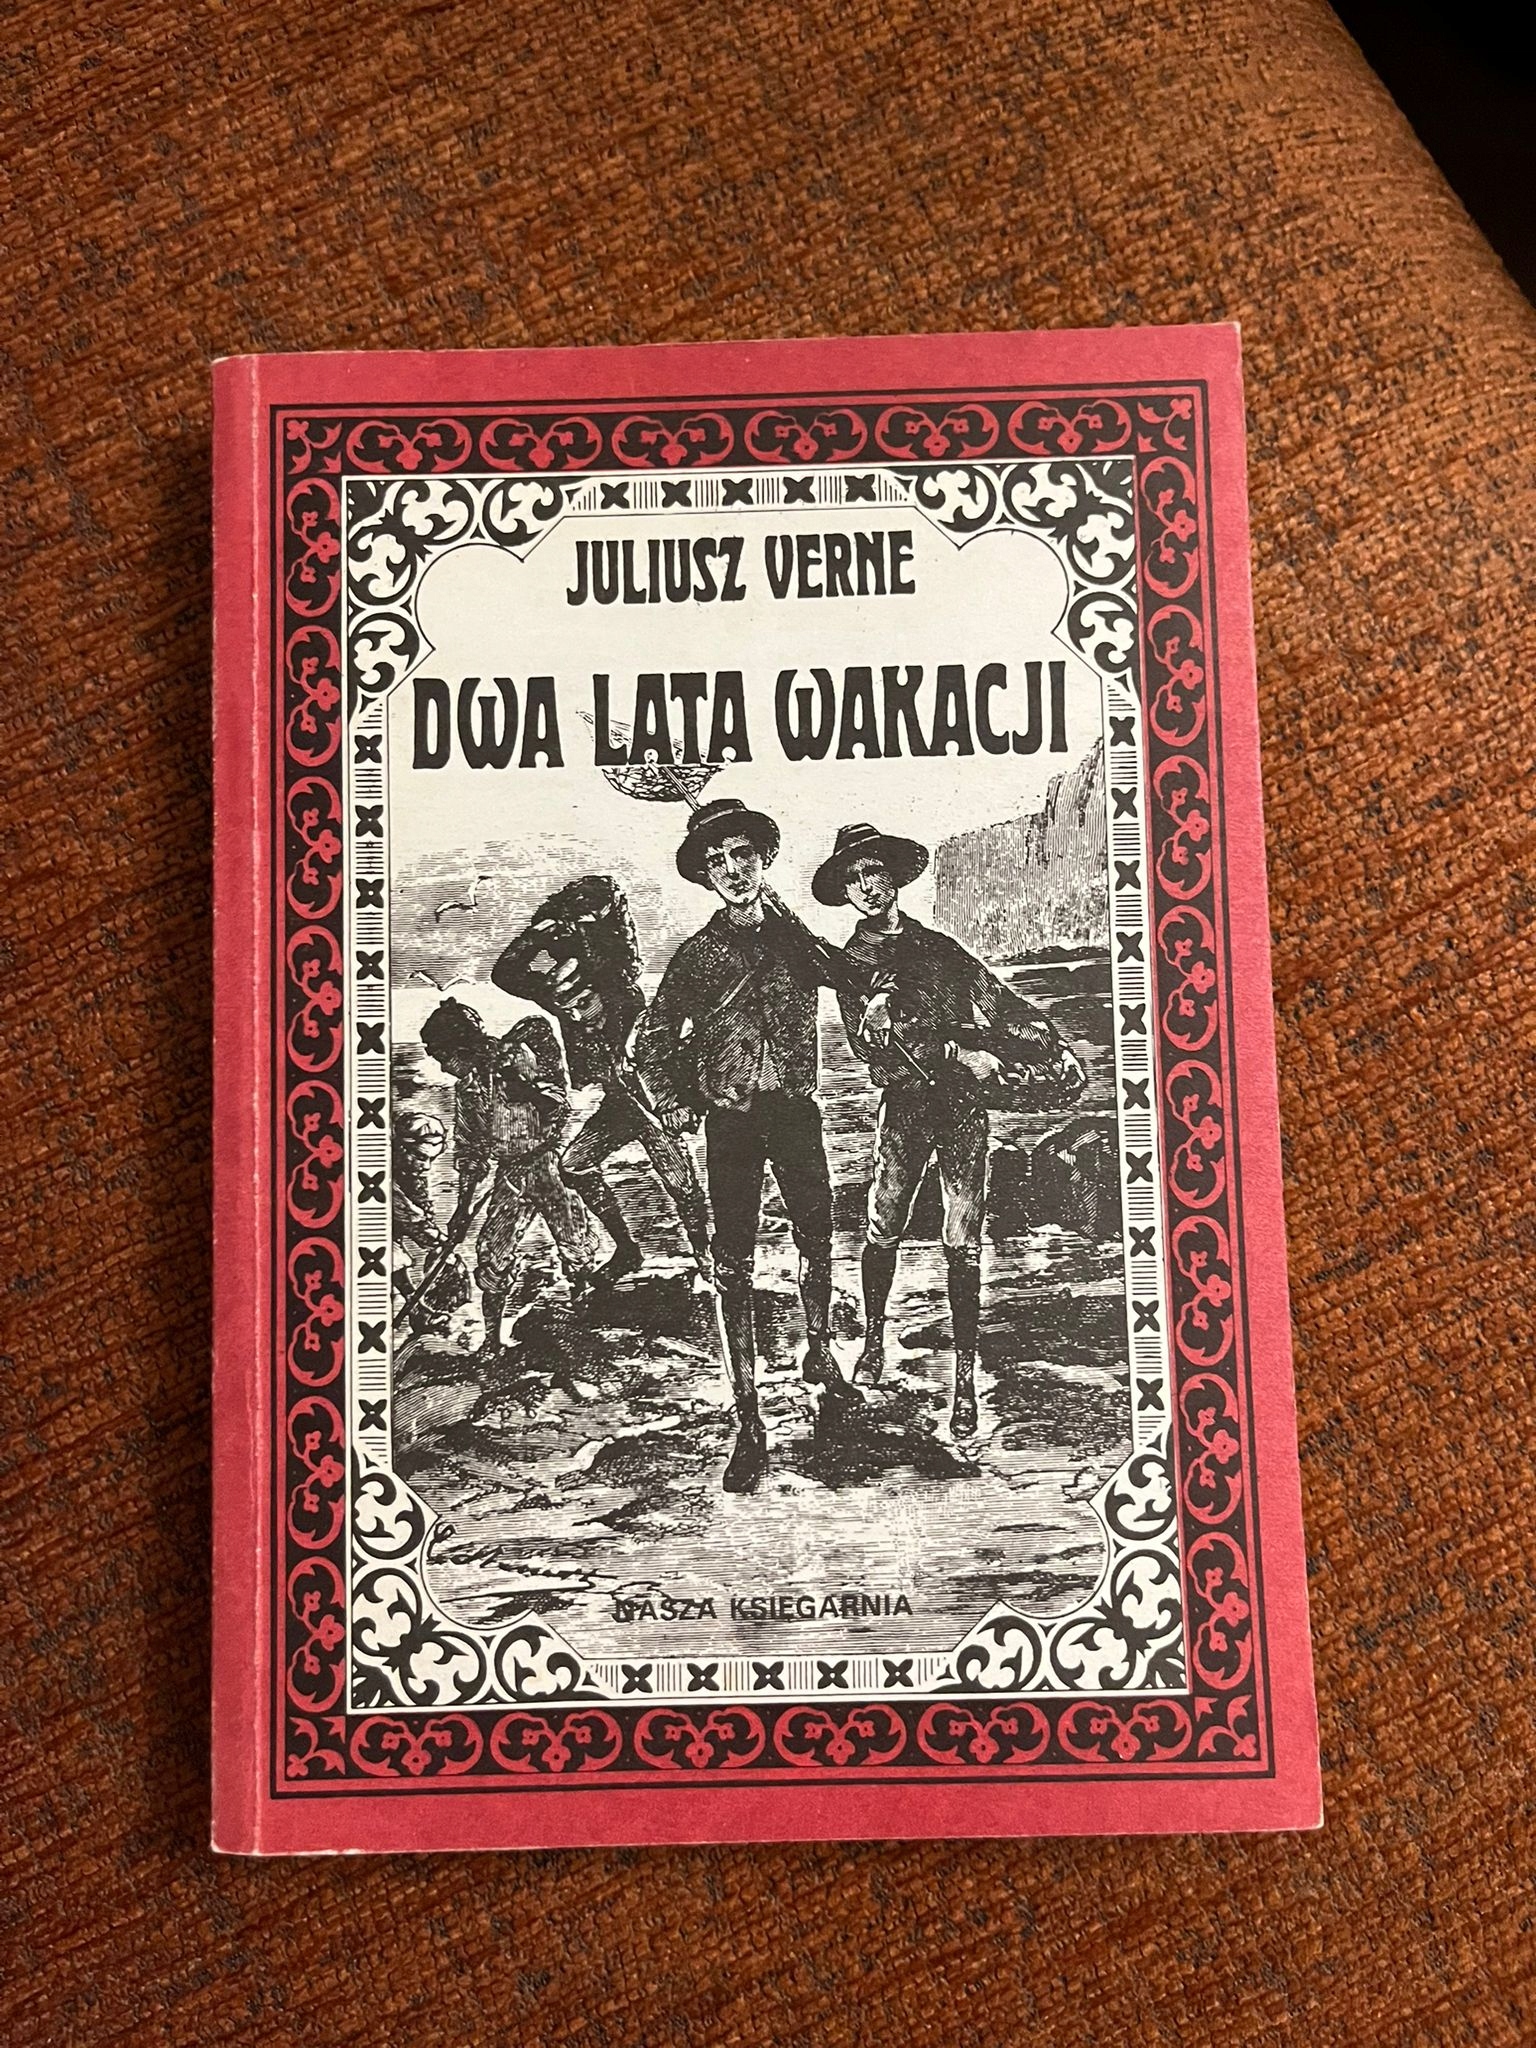 JULIUSZ VERNE
DWA LATA WAKACJI
NASZA KSIĘGARNIA